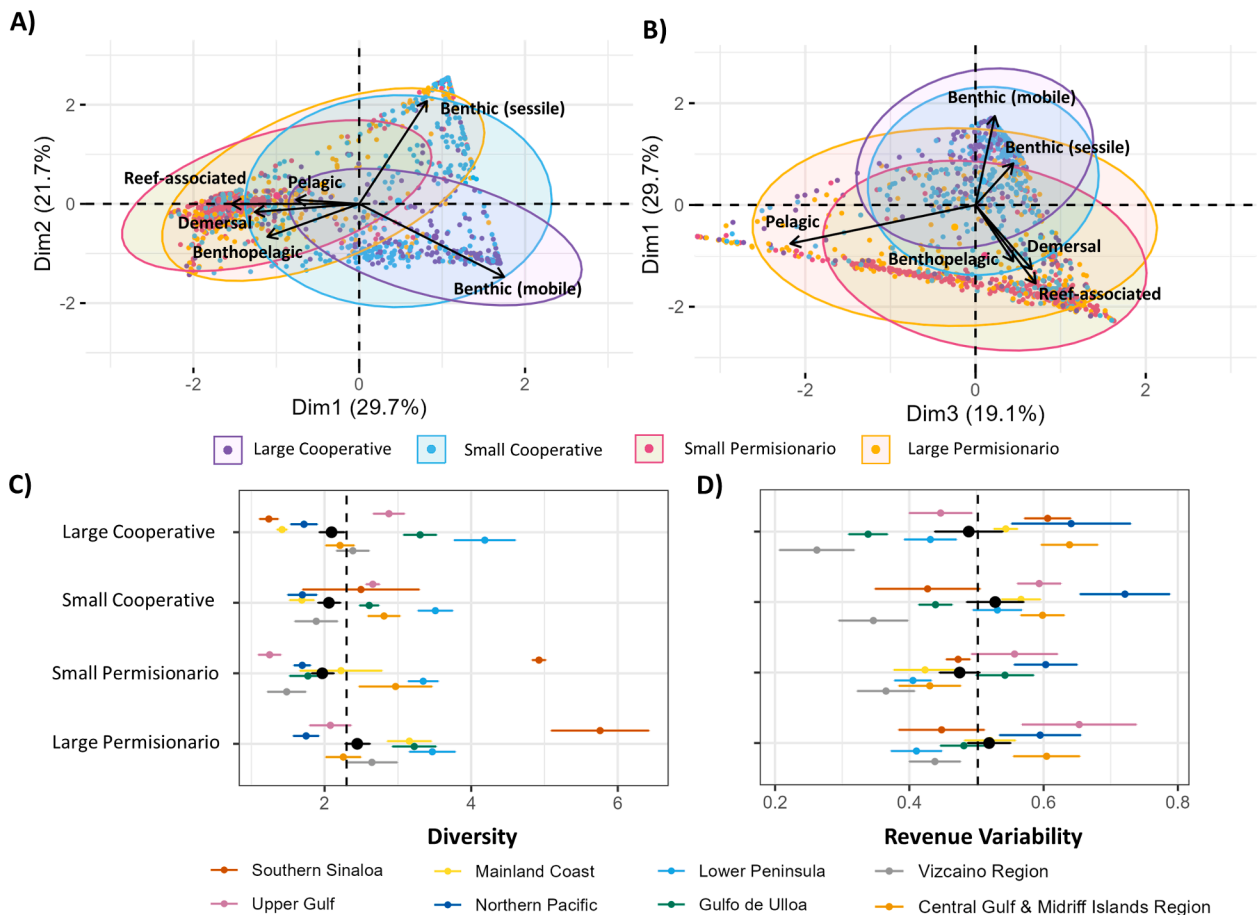 A)
B)
Benthic (sessile)
Reef-associated
Pelagic
Demersal
Benthopelagic
Benthic (mobile)
2
0
-2
Dim2 (21.7%)
-2
0
2
Dim1 (29.7%)
Benthic (mobile)
Benthic (sessile)
Pelagic
Demersal
Benthopelagic
Reef-associated
2
0
-2
Dim1 (29.7%)
-2
0
2
Dim3 (19.1%)
Large Cooperative
Small Cooperative
Small Permisionario
Large Permisionario
C)
D)
Large Cooperative
Small Cooperative
Small Permisionario
Large Permisionario
2
4
6
Diversity
0.2
0.4
0.6
0.8
Revenue Variability
Southern Sinaloa
Mainland Coast
Lower Peninsula
Vizcaino Region
Upper Gulf
Northern Pacific
Gulfo de Ulloa
Central Gulf & Midriff Islands Region